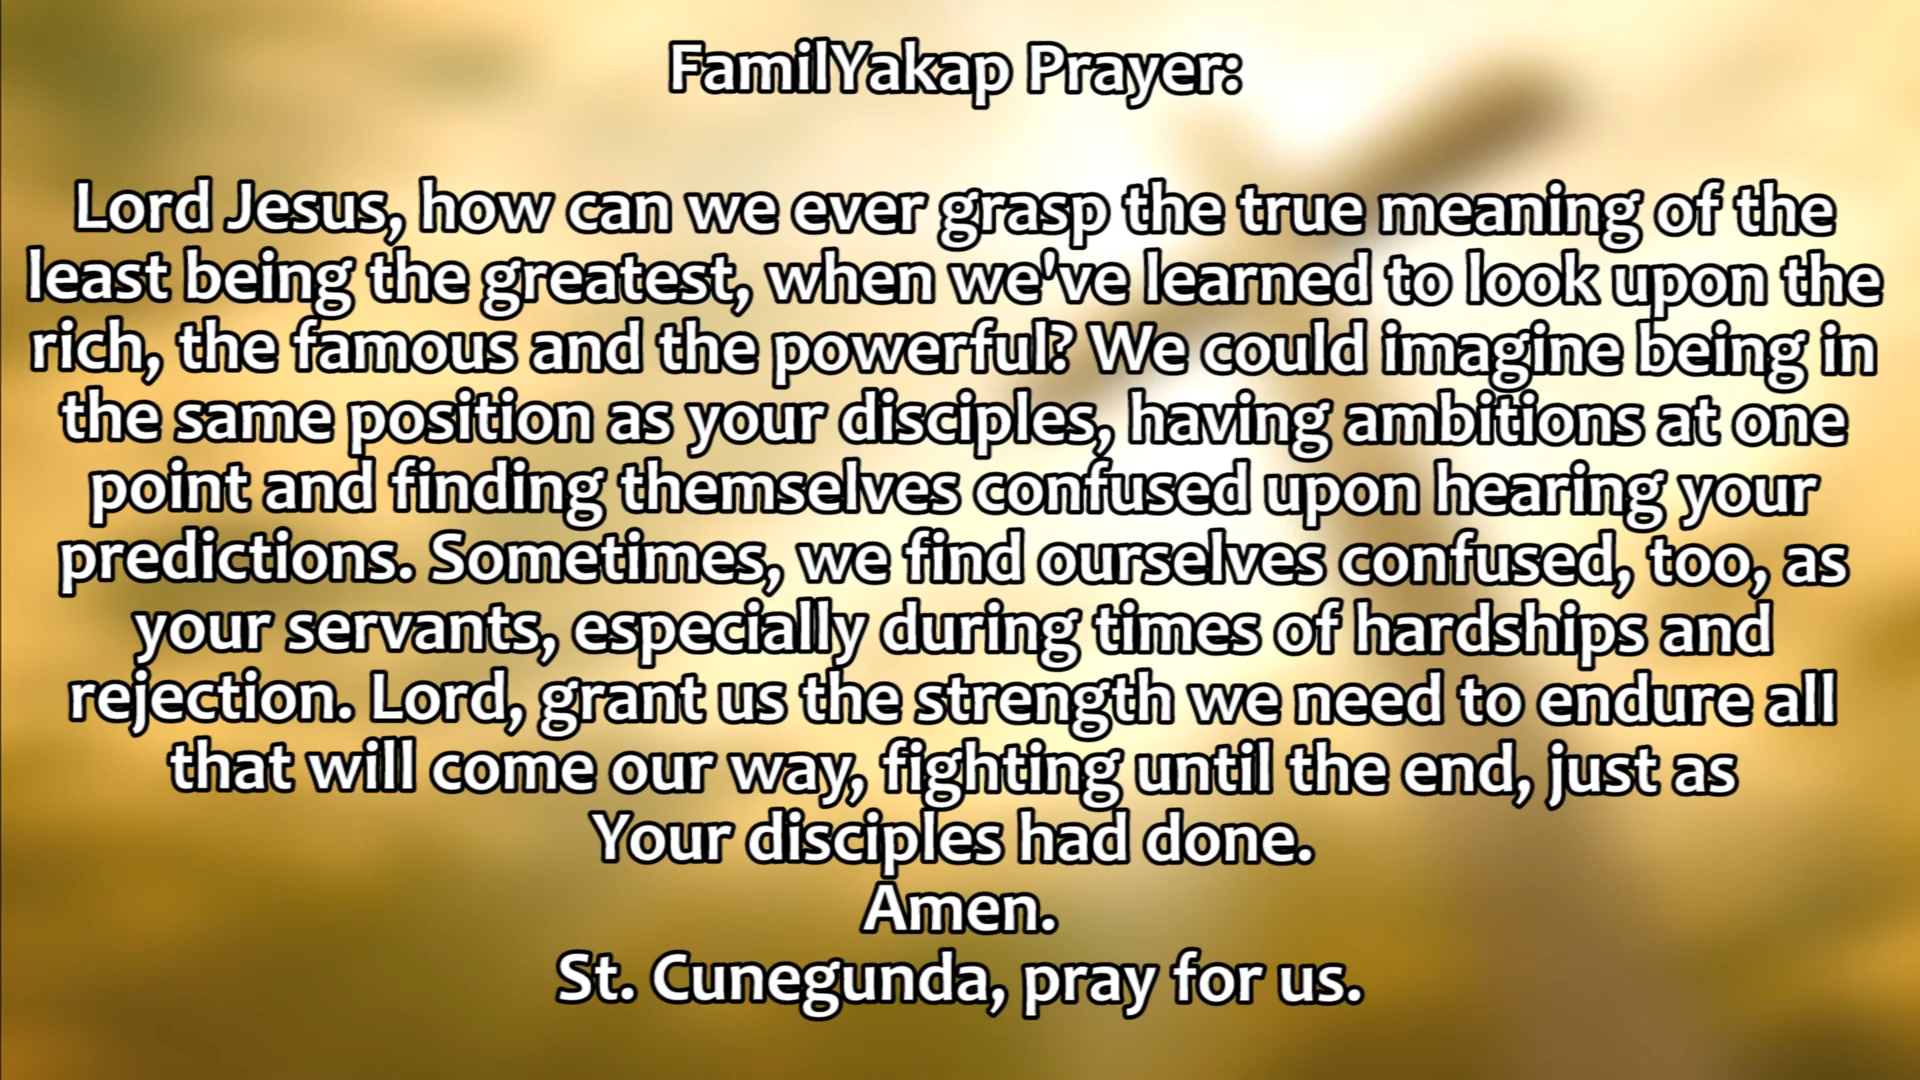 FamilYakap Prayer:
Lord Jesus, how can we ever grasp the true meaning of the
least being the greatest, when we've learned to look upon the
rich, the famous and the powerful? We could imagine being in
the same position as your disciples, having ambitions at one
point and finding themselves confused upon hearing your
predictions. Sometimes, we find ourselves confused, too, as
your servants, especially during times of hardships and
rejection. Lord, grant us the strength we need to endure all
that will come our way, fighting until the end, just as
Your disciples had done.
Amen.
St. Cunegunda, pray for us.